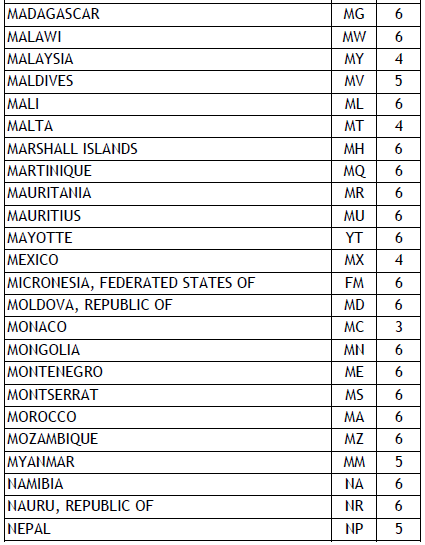 MADAGASCAR MG 6
MALAWI MW 6
MALAYSIA MY 4
MALDIVES MV 5
MALI ML 6
MALTA MT 4
MARSHALL ISLANDS MH 6
MARTINIQUE MQ 6
MAURITANIA MR 6
MAURITIUS MU 6
MAYOTTE YT 6
MEXICO MX 4
MICRONESIA, FEDERATED STATES OF FM 6
MOLDOVA, REPUBLIC OF MD 6
MONACO MC 3
MONGOLIA MN 6
MONTENEGRO ME 6
MONTSERRAT MS 6
MOROCCO MA 6
MOZAMBIQUE MZ 6
MYANMAR MM 5
NAMIBIA NA 6
NAURU, REPUBLIC OF NR 6
NEPAL NP 5